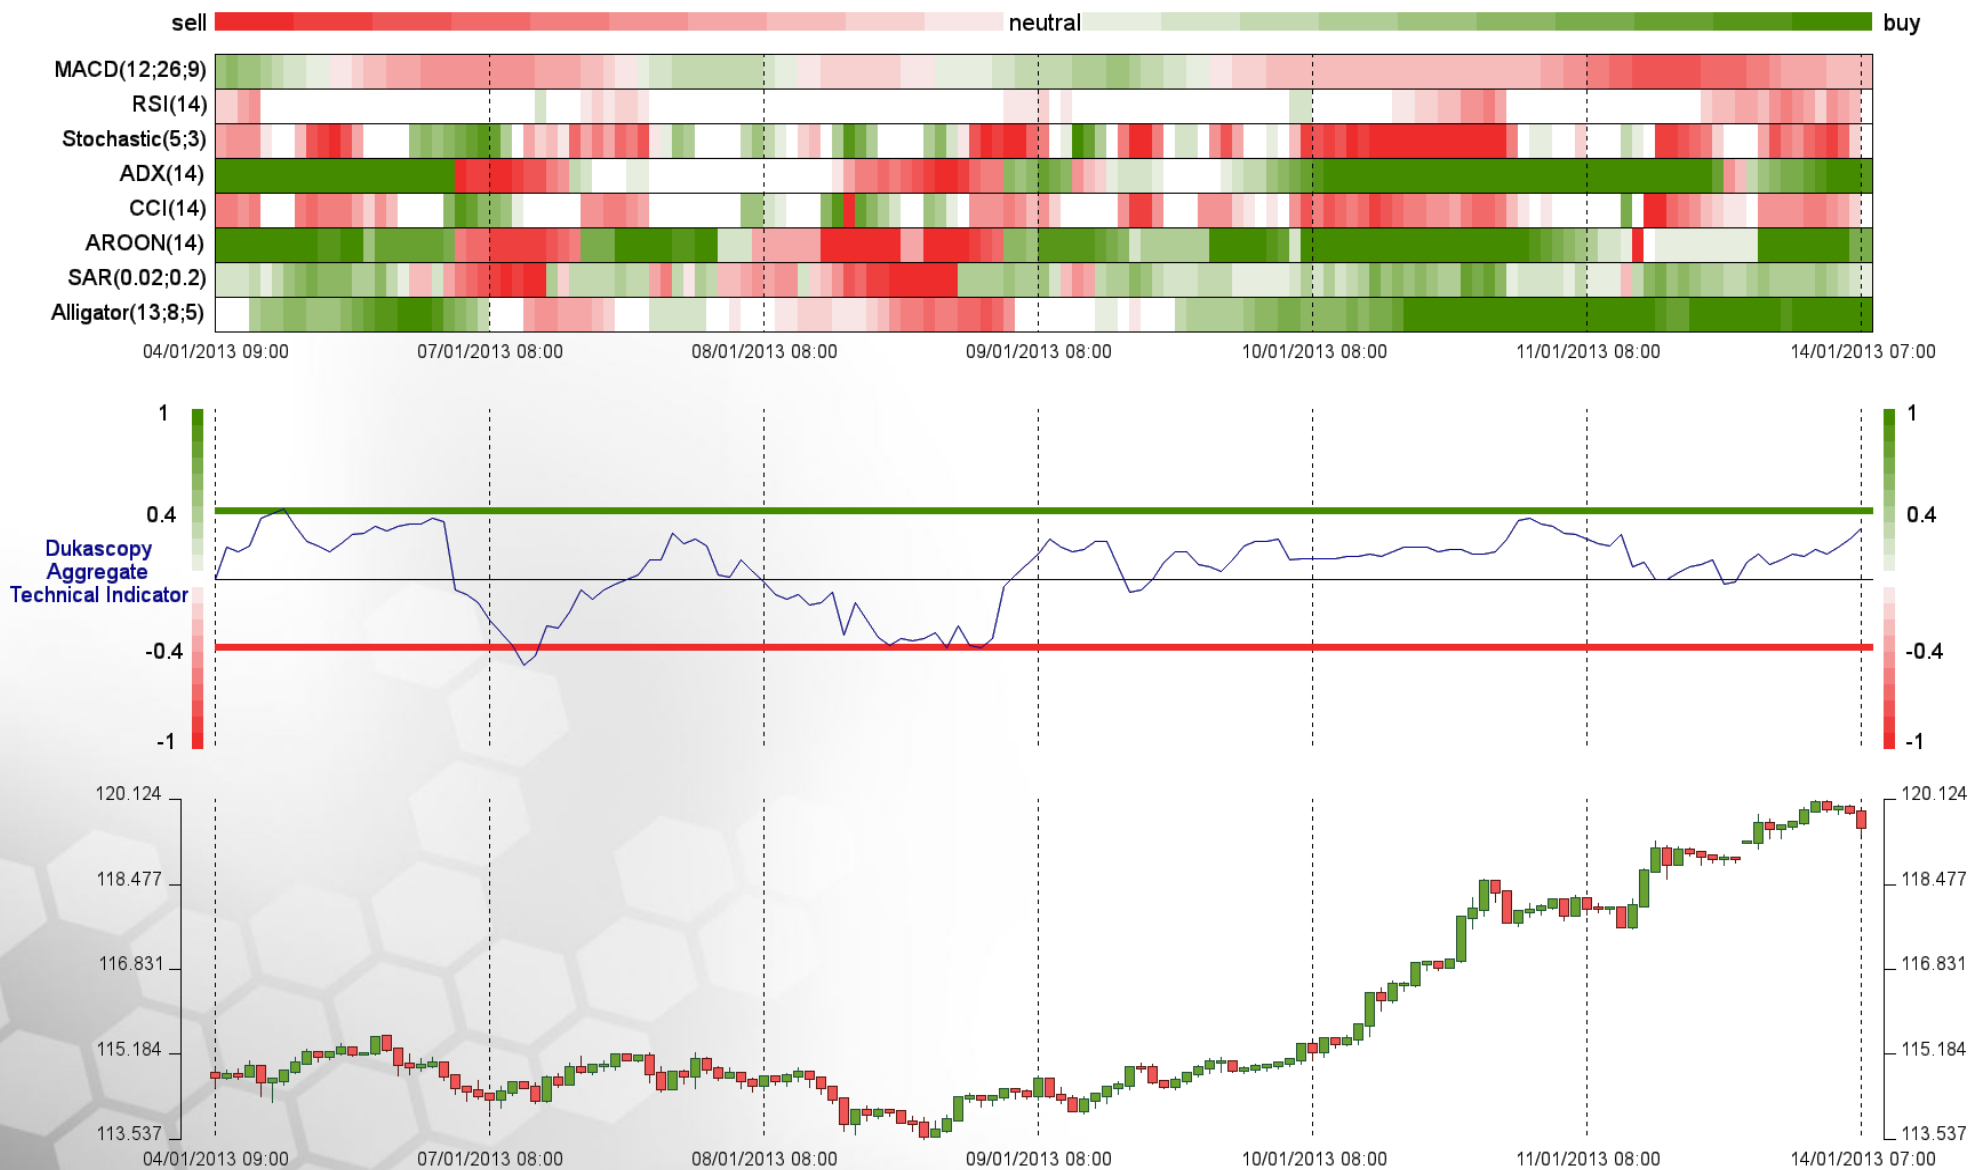 sell neutral buy
MACD(12;26;9)
RSI(14)
Stochastic(5;3)
ADX(14)
CCI(14)
AROON(14)
SAR(0.02;0.2)
Alligator(13;8;5)
04/01/2013 09:00 07/01/2013 08:00 08/01/2013 08:00 09/01/2013 08:00 10/01/2013 08:00 11/01/2013 08:00 14/01/2013 07:00
1 1
0.4 0.4
Dukascopy
Aggregate
Technical Indicator
-0.4 -0.4
-1 -1
120.124 120.124
118.477 118.477
116.831 116.831
115.184 115.184
113.537 113.537
04/01/2013 09:00 07/01/2013 08:00 08/01/2013 08:00 09/01/2013 08:00 10/01/2013 08:00 11/01/2013 08:00 14/01/2013 07:00